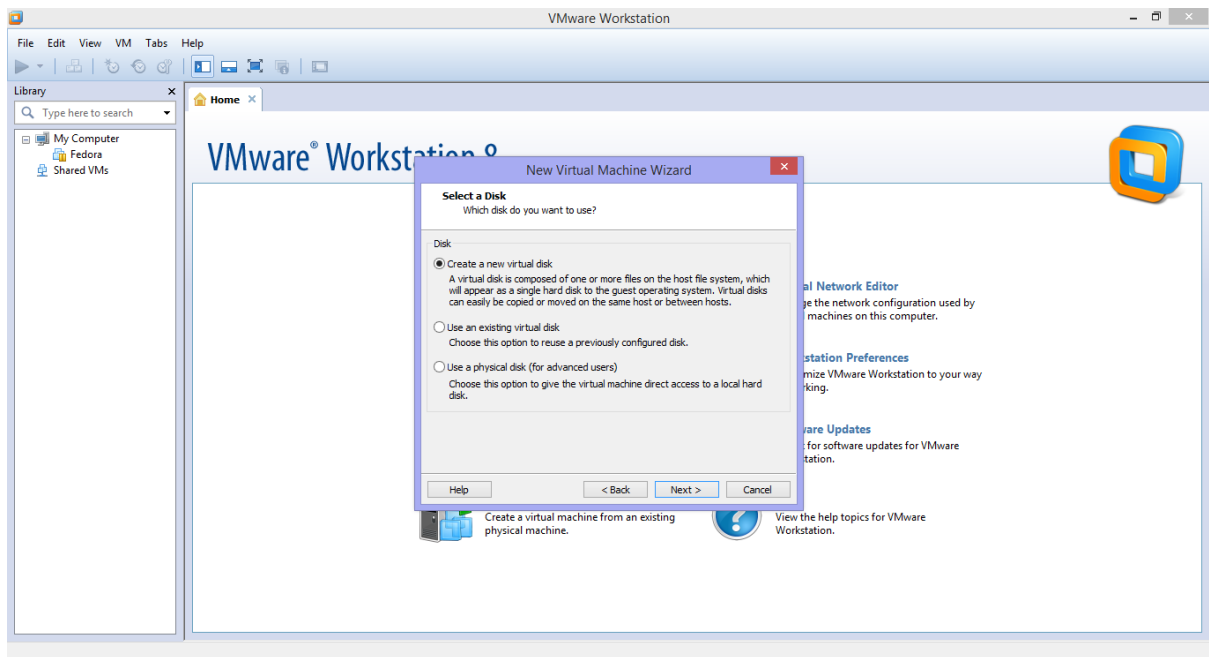 VMware Workstation
File Edit View VM Tabs Help
Library
Type here to search
My Computer
Fedora
Shared VMs
Home
VMware® Workstation
New Virtual Machine Wizard
Select a Disk
Which disk do you want to use?
Disk
Create a new virtual disk
A virtual disk is composed of one or more files on the host file system, which
will appear as a single hard disk to the guest operating system. Virtual disks
can easily be copied or moved on the same host or between hosts.
Use an existing virtual disk
Choose this option to reuse a previously configured disk.
Use a physical disk (for advanced users)
Choose this option to give the virtual machine direct access to a local hard
disk.
Help
< Back
Next >
Cancel
al Network Editor
ge the network configuration used by
machines on this computer.
station Preferences
mize VMware Workstation to your way
king.
ware Updates
for software updates for VMware
tation.
Create a virtual machine from an existing
physical machine.
View the help topics for VMware
Workstation.